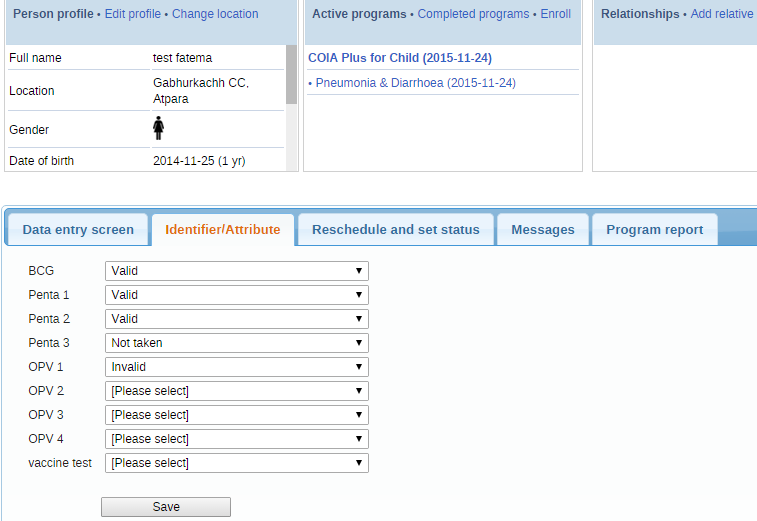 Person profile • Edit profile • Change location
Full name test fatema
Location Gabhurkachh CC,
Atpara
Gender
Date of birth 2014-11-25 (1 yr)
Active programs • Completed programs • Enroll
COIA Plus for Child (2015-11-24)
• Pneumonia & Diarrhoea (2015-11-24)
Relationships • Add relative
Data entry screen Identifier/Attribute Reschedule and set status Messages Program report
BCG Valid
Penta 1 Valid
Penta 2 Valid
Penta 3 Not taken
OPV 1 Invalid
OPV 2 [Please select]
OPV 3 [Please select]
OPV 4 [Please select]
vaccine test [Please select]
Save